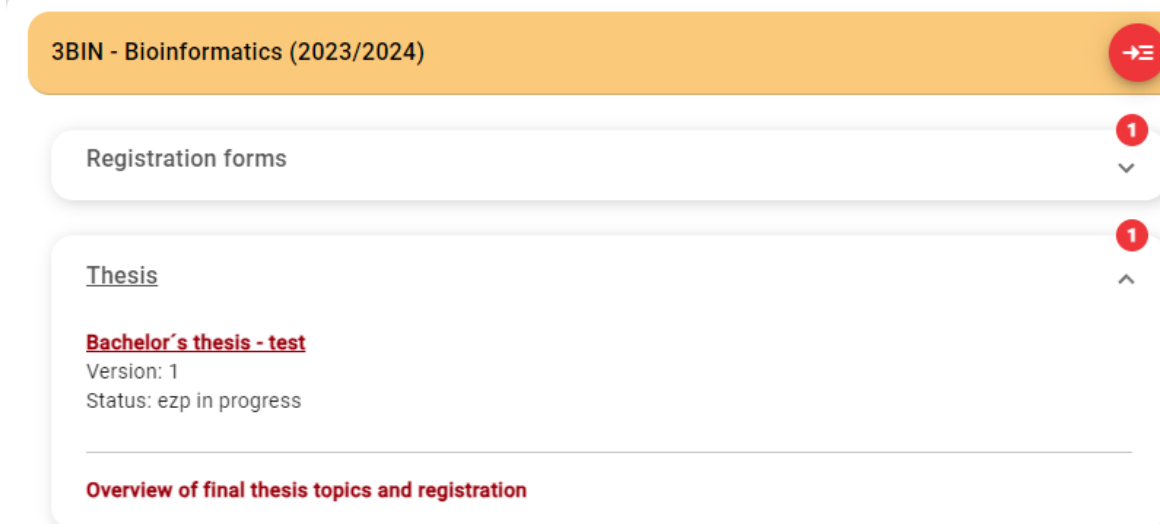 3BIN - Bioinformatics (2023/2024)
1
Registration forms
1
Thesis
Bachelor´s thesis - test
Version: 1
Status: ezp in progress
Overview of final thesis topics and registration